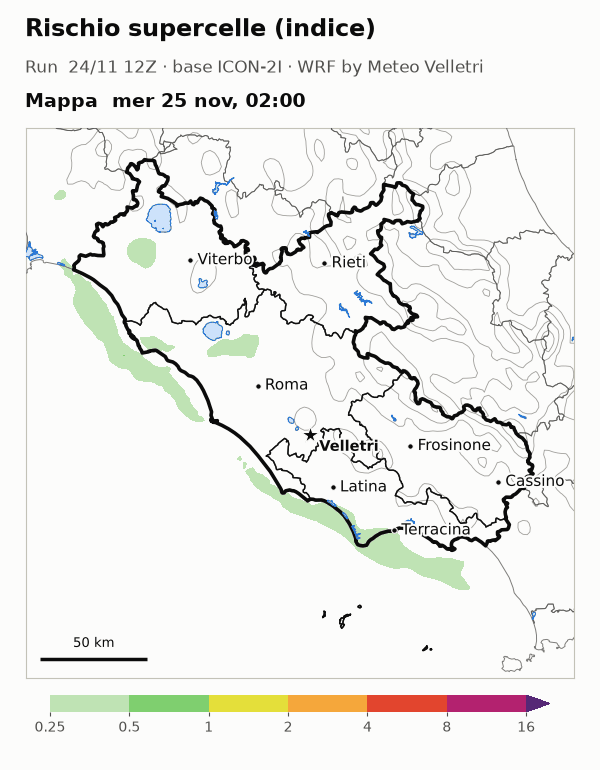 Rischio supercelle (indice)
Run  24/11 12Z · base ICON-2I · WRF by Meteo Velletri
Mappa  mer 25 nov, 02:00
Viterbo
Rieti
Roma
Velletri
Frosinone
Cassino
Latina
Terracina
50 km
0.25 0.5 1 2 4 8 16